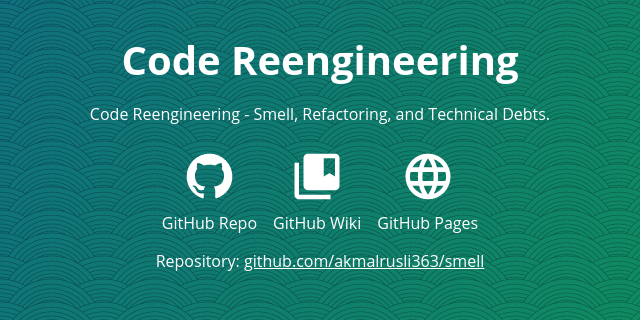 Code Reengineering
Code Reengineering - Smell, Refactoring, and Technical Debts.
GitHub Repo GitHub Wiki GitHub Pages
Repository: github.com/akmalrusli363/smell